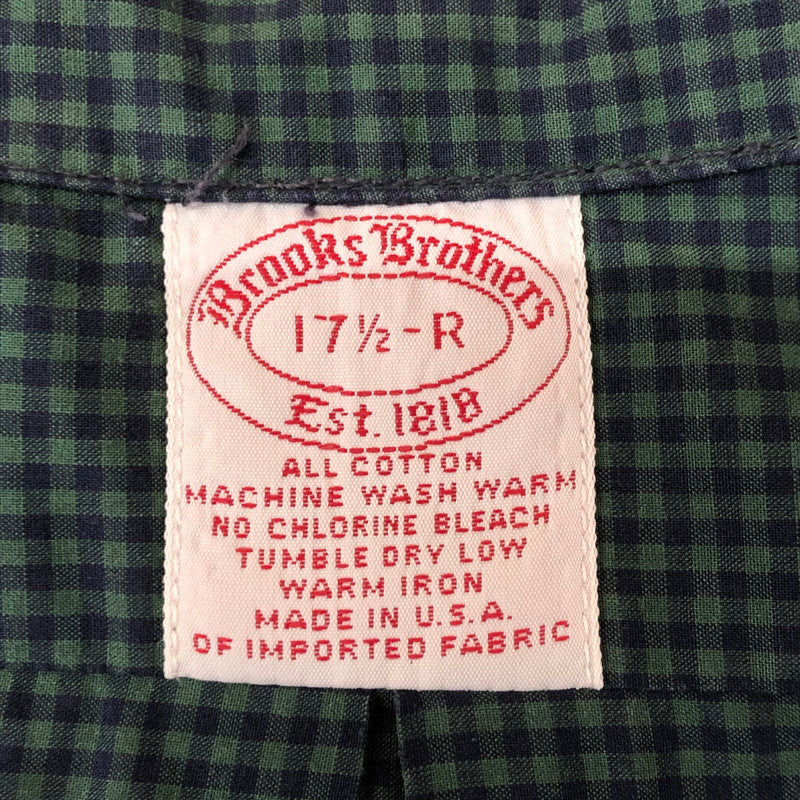 Brooks Brothers
17½-R
Est. 1818
ALL COTTON
MACHINE WASH WARM
NO CHLORINE BLEACH
TUMBLE DRY LOW
WARM IRON
MADE IN U.S.A.
OF IMPORTED FABRIC